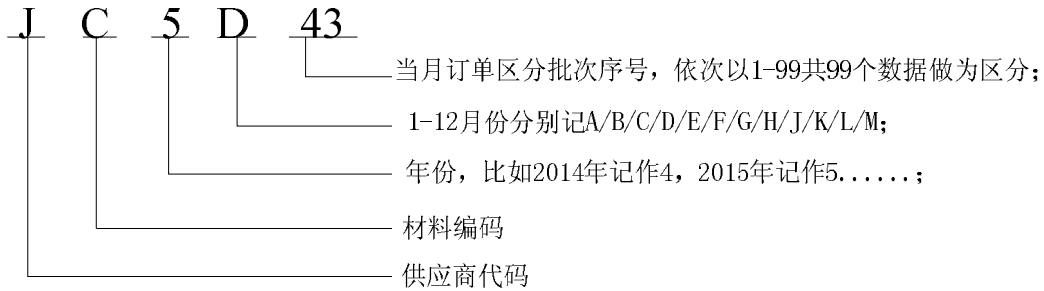 J C 5 D 43
当月订单区分批次序号，依次以1-99共99个数据做为区分；
1-12月份分别记A/B/C/D/E/F/G/H/J/K/L/M；
年份，比如2014年记作4，2015年记作5......；
材料编码
供应商代码